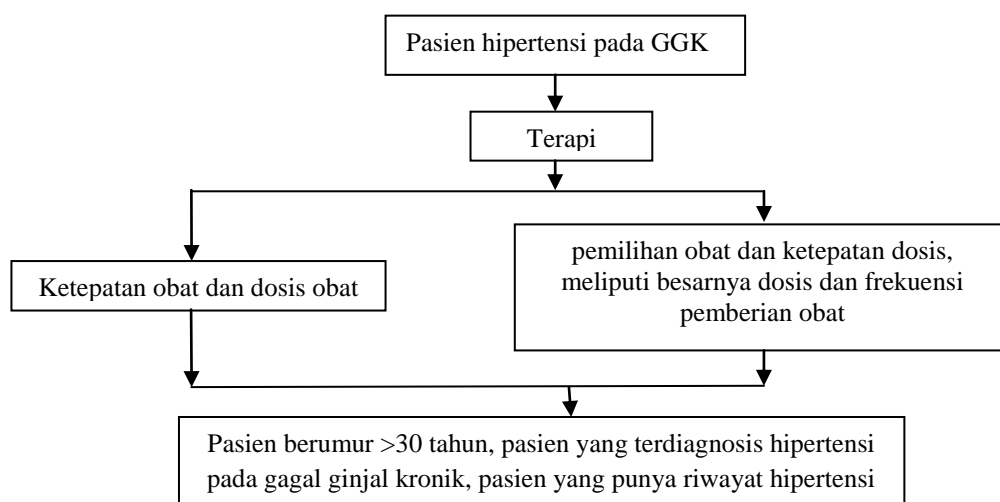 Pasien hipertensi pada GGK
Terapi
Ketepatan obat dan dosis obat
pemilihan obat dan ketepatan dosis,
meliputi besarnya dosis dan frekuensi
pemberian obat
Pasien berumur >30 tahun, pasien yang terdiagnosis hipertensi
pada gagal ginjal kronik, pasien yang punya riwayat hipertensi